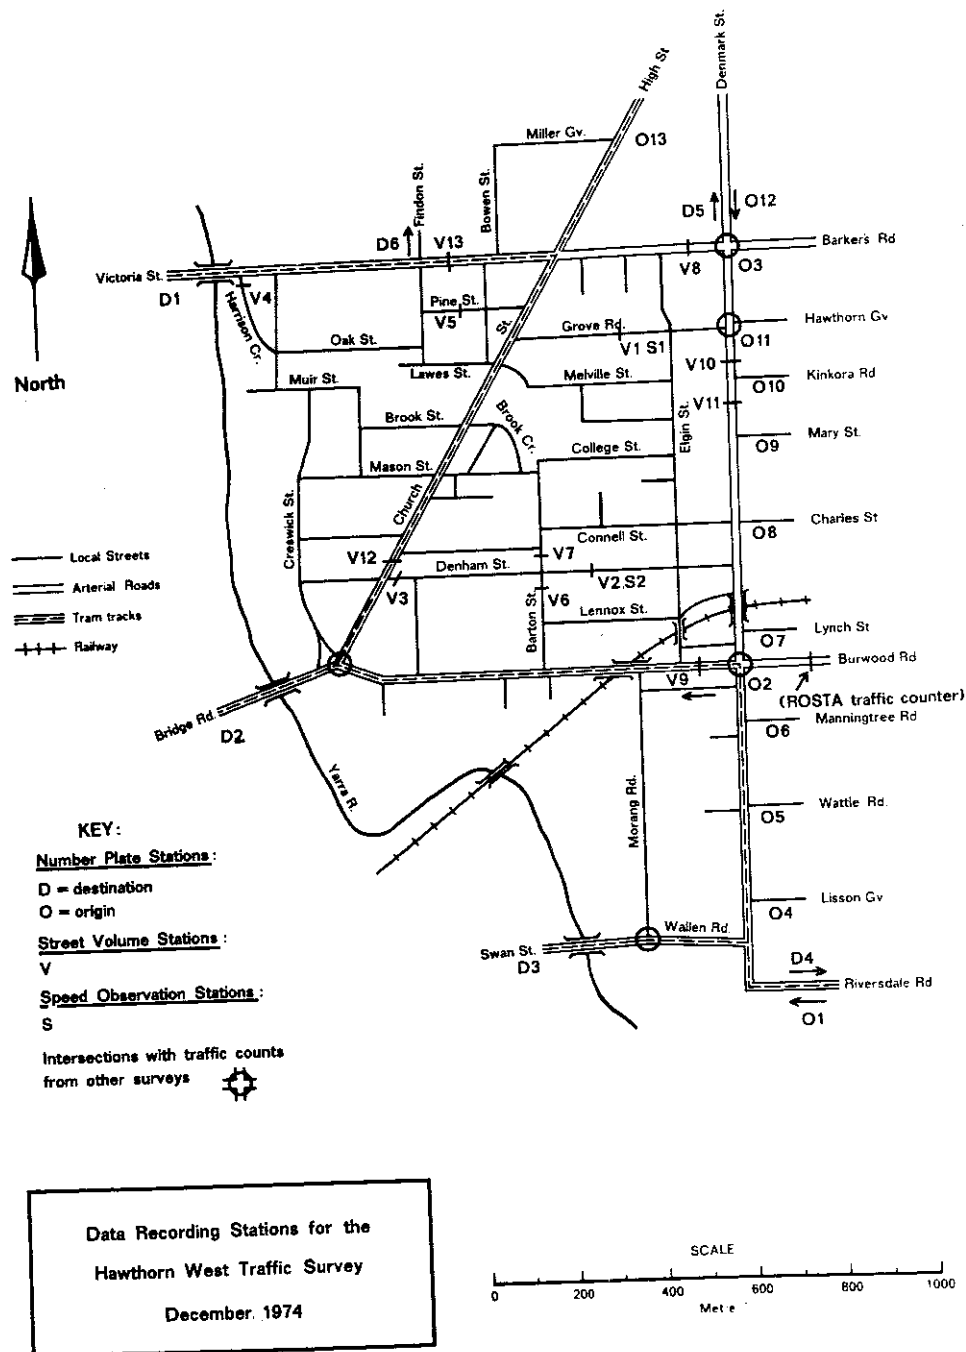 Denmark St.
High St
Miller Gv.
O13
Findon St.
Bowen St.
D5
O12
D6
V13
Barker's Rd
Victoria St.
V8
O3
D1
V4
Harrison Cr.
Pine St.
V5
St.
Grove Rd.
V1 S1
Hawthorn Gv
O11
Oak St.
V10
Lawes St.
Melville St.
Kinkora Rd
O10
North
Muir St.
V11
Brook St.
Brook Cr.
Elgin St.
Mary St.
O9
College St.
Mason St.
Church
Creswick St.
Charles St
O8
Connell St.
Local Streets
V12
V7
Denham St.
Arterial Roads
V3
V2,S2
V6
Tram tracks
Barton St.
Lennox St.
Railway
Lynch St
O7
Burwood Rd
V9
O2
(ROSTA traffic counter)
Bridge Rd.
D2
Manningtree Rd
O6
Yarra R.
Morang Rd.
Wattle Rd.
O5
KEY:
Number Plate Stations:
D = destination
O = origin
Lisson Gv
O4
Street Volume Stations:
V
Wallen Rd.
Swan St.
D3
D4
Riversdale Rd
O1
Speed Observation Stations:
S
Intersections with traffic counts
from other surveys
Data Recording Stations for the
Hawthorn West Traffic Survey
December. 1974
SCALE
0 200 400 600 800 1000